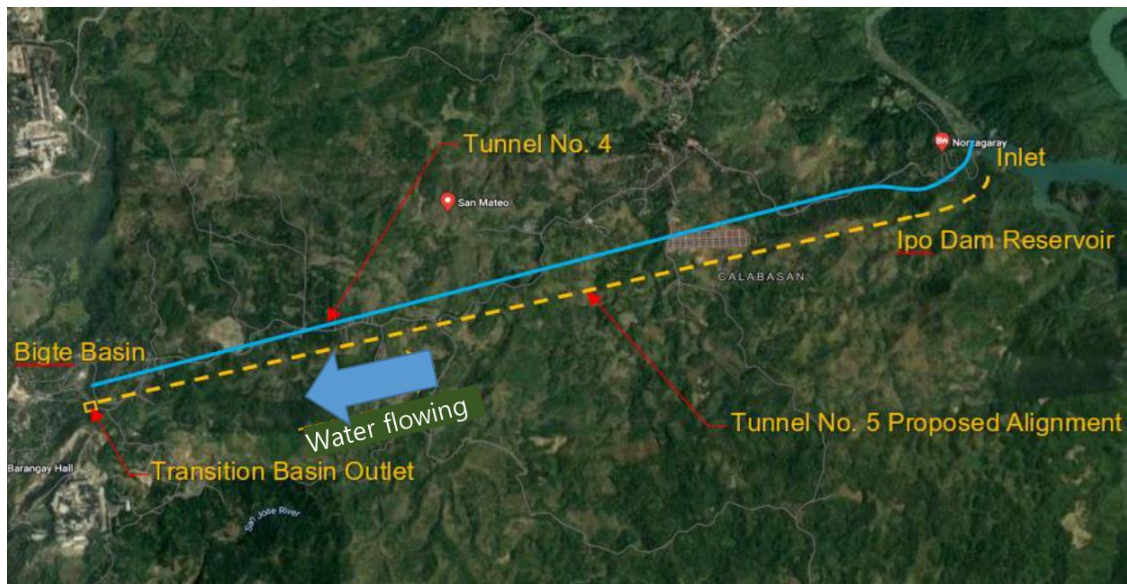 Tunnel No. 4
Norzagaray
Inlet
San Mateo
Ipo Dam Reservoir
CALABASAN
Bigte Basin
Water flowing
Tunnel No. 5 Proposed Alignment
Barangay Hall
Transition Basin Outlet
San Jose River